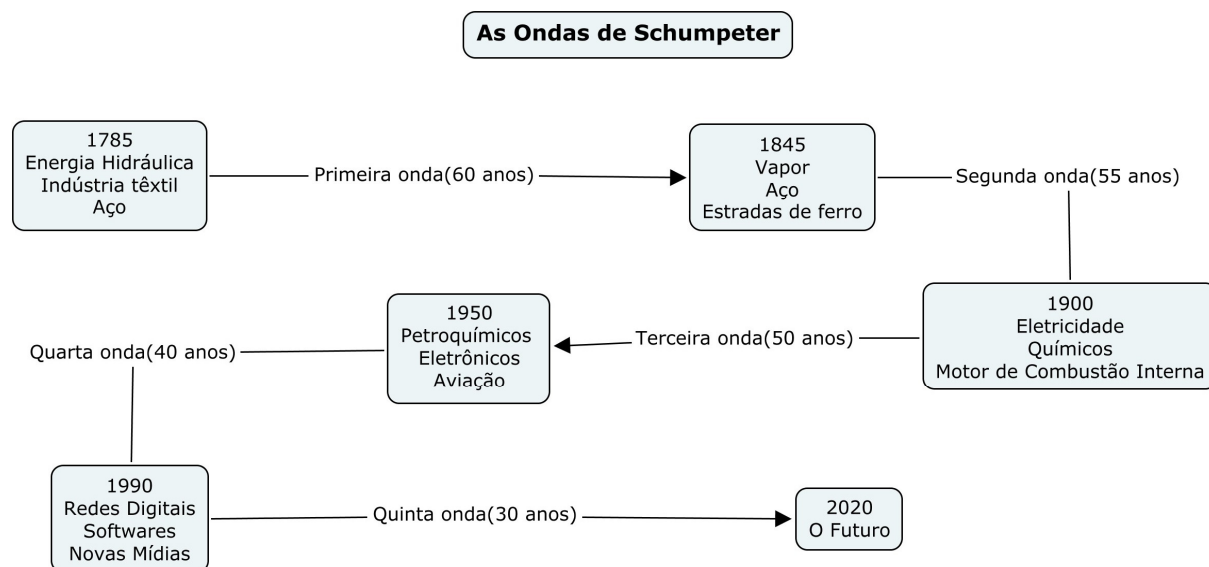 As Ondas de Schumpeter
1785
Energia Hidráulica
Indústria têxtil
Aço
Primeira onda(60 anos)
1845
Vapor
Aço
Estradas de ferro
Segunda onda(55 anos)
1900
Eletricidade
Químicos
Motor de Combustão Interna
Terceira onda(50 anos)
1950
Petroquímicos
Eletrônicos
Aviação
Quarta onda(40 anos)
1990
Redes Digitais
Softwares
Novas Mídias
Quinta onda(30 anos)
2020
O Futuro